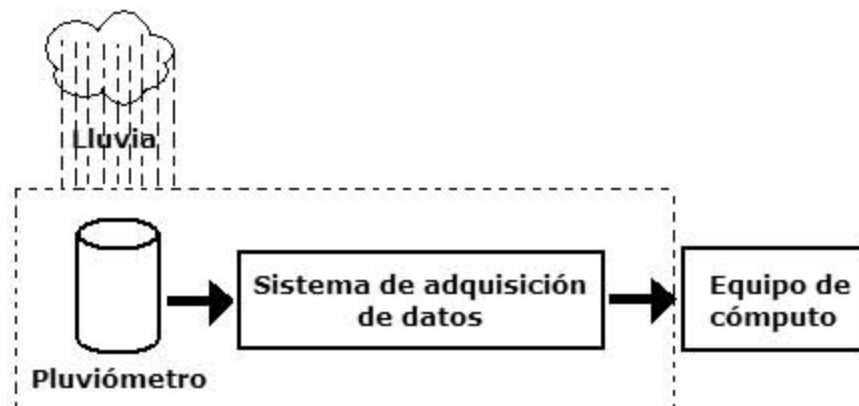 Lluvia
Pluviómetro
Sistema de adquisición
de datos
Equipo de
cómputo